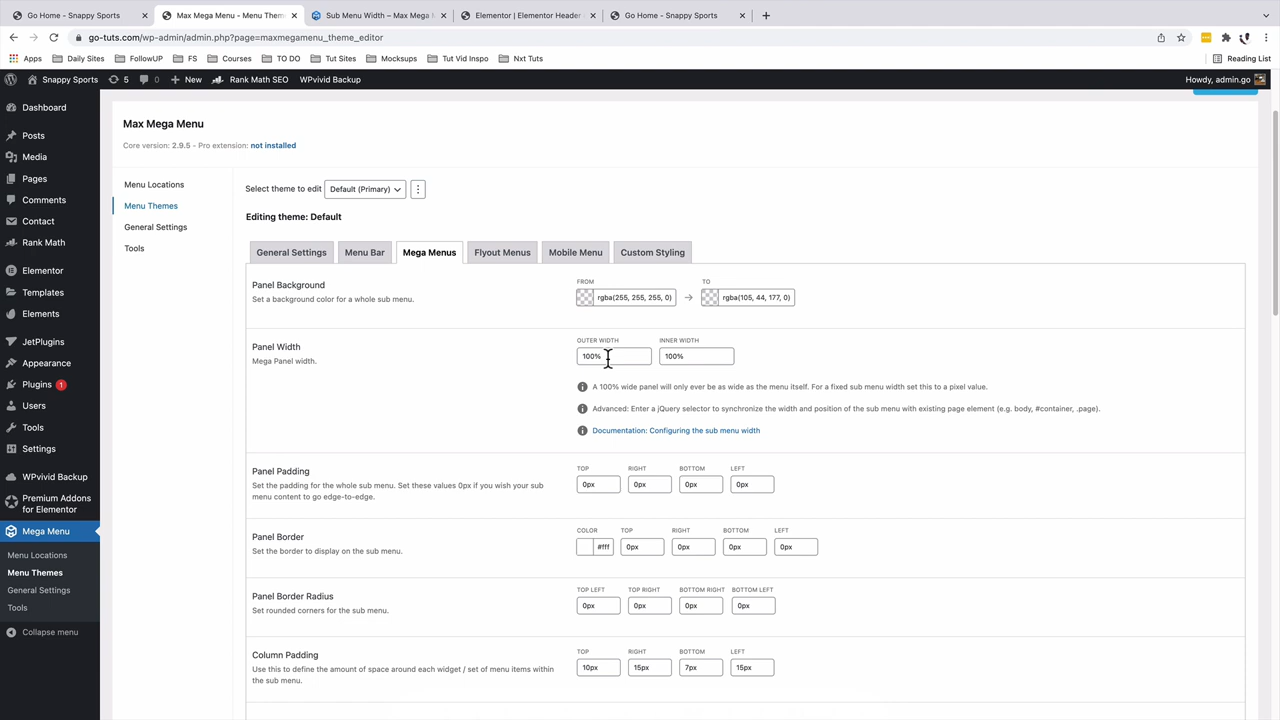 Go Home - Snappy Sports
Max Mega Menu - Menu Them
Sub Menu Width – Max Mega M
Elementor | Elementor Header
Go Home - Snappy Sports
go-tuts.com/wp-admin/admin.php?page=maxmegamenu_theme_editor
Apps
Daily Sites
FollowUP
FS
Courses
TO DO
Tut Sites
Mocksups
Tut Vid Inspo
Nxt Tuts
Reading List
Snappy Sports
5
0
New
Rank Math SEO
WPvivid Backup
Howdy, admin.go
Dashboard
Posts
Media
Pages
Comments
Contact
Rank Math
Elementor
Templates
Elements
JetPlugins
Appearance
Plugins 1
Users
Tools
Settings
WPvivid Backup
Premium Addons
for Elementor
Mega Menu
Menu Locations
Menu Themes
General Settings
Tools
Collapse menu
Max Mega Menu
Core version: 2.9.5 - Pro extension: not installed
Menu Locations
Menu Themes
General Settings
Tools
Select theme to edit Default (Primary)
Editing theme: Default
General Settings
Menu Bar
Mega Menus
Flyout Menus
Mobile Menu
Custom Styling
Panel Background
Set a background color for a whole sub menu.
FROM
rgba(255, 255, 255, 0)
TO
rgba(105, 44, 177, 0)
Panel Width
Mega Panel width.
OUTER WIDTH
100%
INNER WIDTH
100%
A 100% wide panel will only ever be as wide as the menu itself. For a fixed sub menu width set this to a pixel value.
Advanced: Enter a jQuery selector to synchronize the width and position of the sub menu with existing page element (e.g. body, #container, .page).
Documentation: Configuring the sub menu width
Panel Padding
Set the padding for the whole sub menu. Set these values 0px if you wish your sub
menu content to go edge-to-edge.
TOP RIGHT BOTTOM LEFT
0px 0px 0px 0px
Panel Border
Set the border to display on the sub menu.
COLOR TOP RIGHT BOTTOM LEFT
#fff 0px 0px 0px 0px
Panel Border Radius
Set rounded corners for the sub menu.
TOP LEFT TOP RIGHT BOTTOM RIGHT BOTTOM LEFT
0px 0px 0px 0px
Column Padding
Use this to define the amount of space around each widget / set of menu items within
the sub menu.
TOP RIGHT BOTTOM LEFT
10px 15px 7px 15px